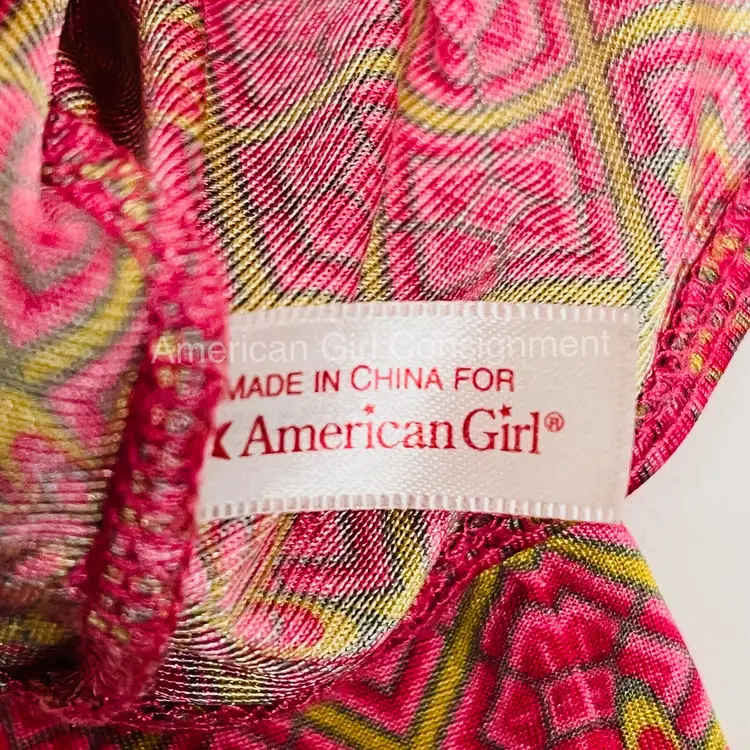 American Girl Consignment
MADE IN CHINA FOR
American Girl®